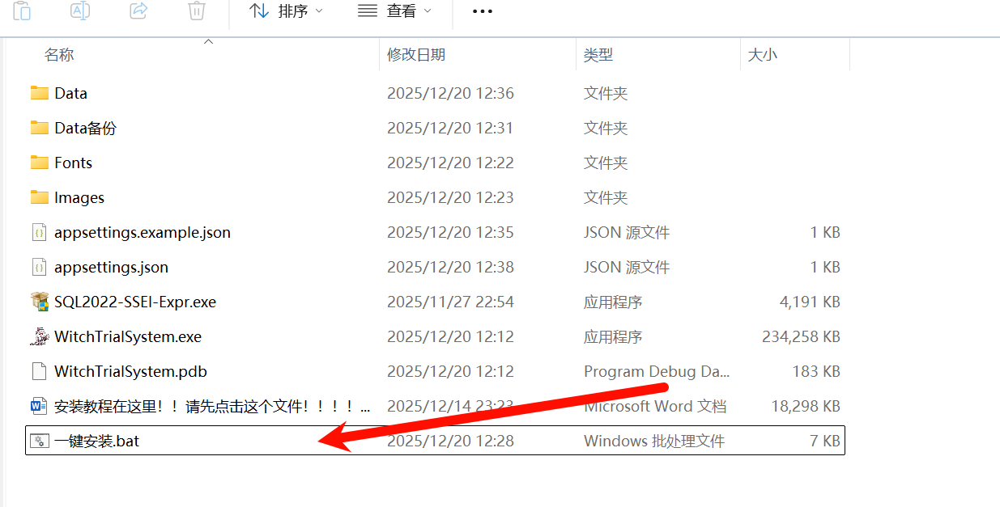 排序 查看
名称 修改日期 类型 大小
Data 2025/12/20 12:36 文件夹
Data备份 2025/12/20 12:31 文件夹
Fonts 2025/12/20 12:22 文件夹
Images 2025/12/20 12:23 文件夹
appsettings.example.json 2025/12/20 12:35 JSON 源文件 1 KB
appsettings.json 2025/12/20 12:38 JSON 源文件 1 KB
SQL2022-SSEI-Expr.exe 2025/11/27 22:54 应用程序 4,191 KB
WitchTrialSystem.exe 2025/12/20 12:12 应用程序 234,258 KB
WitchTrialSystem.pdb 2025/12/20 12:12 Program Debug Da... 183 KB
安装教程在这里！！请先点击这个文件！！！！... 2025/12/14 23:23 Microsoft Word 文档 18,298 KB
一键安装.bat 2025/12/20 12:28 Windows 批处理文件 7 KB